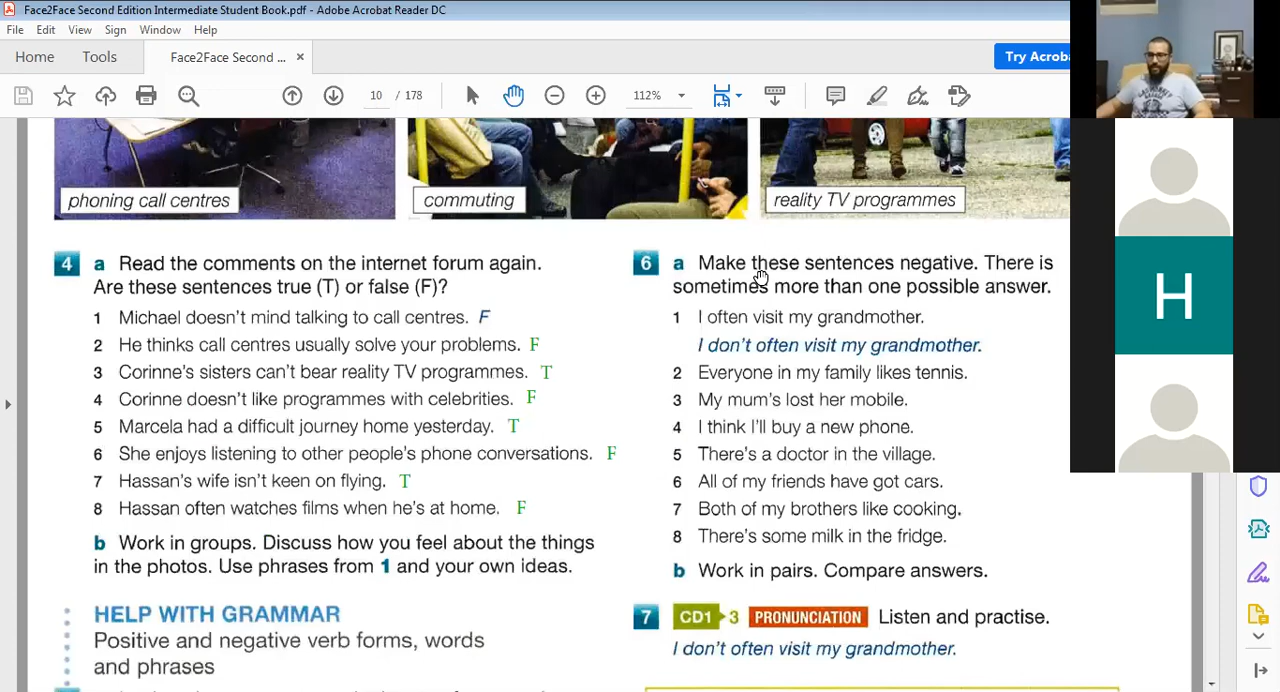 Face2Face Second Edition Intermediate Student Book.pdf - Adobe Acrobat Reader DC
File Edit View Sign Window Help
Home Tools Face2Face Second ... × Try Acroba
10 / 178 112%
phoning call centres
commuting
reality TV programmes
4 a Read the comments on the internet forum again.
Are these sentences true (T) or false (F)?
1 Michael doesn't mind talking to call centres. F
2 He thinks call centres usually solve your problems. F
3 Corinne's sisters can't bear reality TV programmes. T
4 Corinne doesn't like programmes with celebrities. F
5 Marcela had a difficult journey home yesterday. T
6 She enjoys listening to other people's phone conversations. F
7 Hassan's wife isn't keen on flying. T
8 Hassan often watches films when he's at home. F
b Work in groups. Discuss how you feel about the things
in the photos. Use phrases from 1 and your own ideas.
HELP WITH GRAMMAR
Positive and negative verb forms, words
and phrases
6 a Make these sentences negative. There is
sometimes more than one possible answer.
1 I often visit my grandmother.
I don't often visit my grandmother.
2 Everyone in my family likes tennis.
3 My mum's lost her mobile.
4 I think I'll buy a new phone.
5 There's a doctor in the village.
6 All of my friends have got cars.
7 Both of my brothers like cooking.
8 There's some milk in the fridge.
b Work in pairs. Compare answers.
7 CD1 3 PRONUNCIATION Listen and practise.
I don't often visit my grandmother.
H